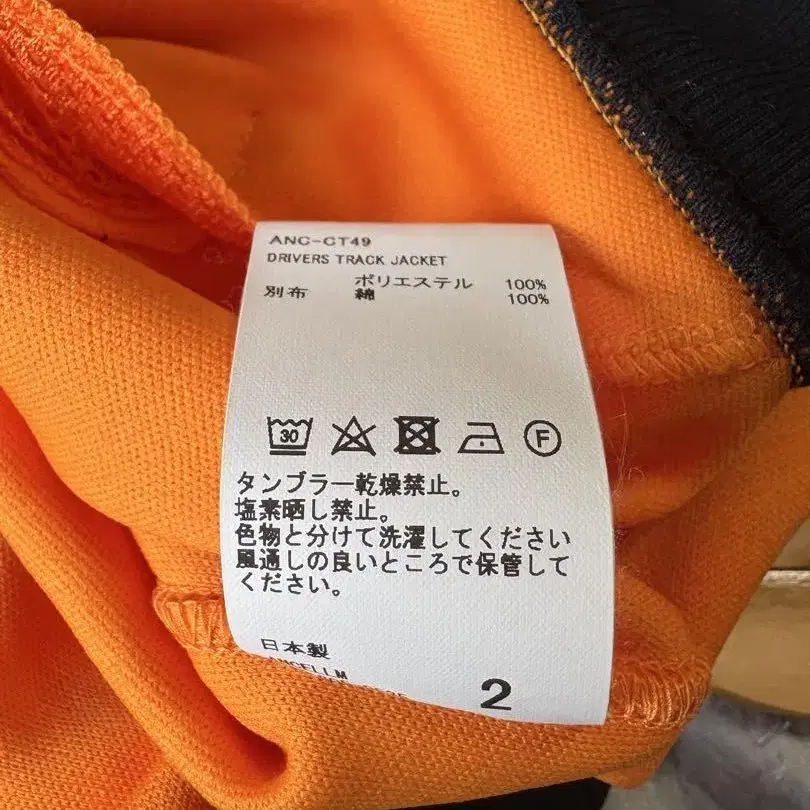 ANC-CT49
DRIVERS TRACK JACKET
ポリエステル 100%
別布 綿 100%
30 F
タンブラー乾燥禁止。
塩素晒し禁止。
色物と分けて洗濯してください
風通しの良いところで保管して
ください。
日本製
ANCELLM
2